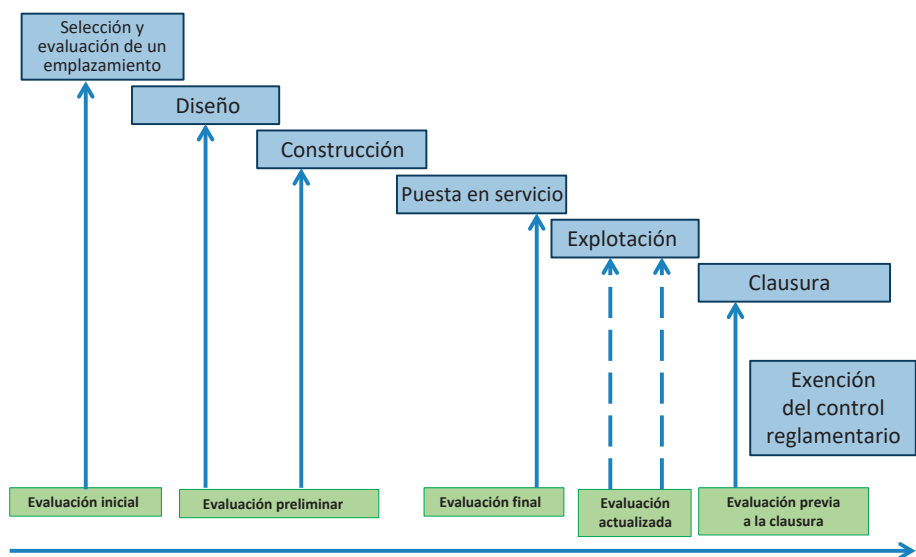 Selección y
evaluación de un
emplazamiento
Diseño
Construcción
Puesta en servicio
Explotación
Clausura
Exención
del control
reglamentario
Evaluación inicial
Evaluación preliminar
Evaluación final
Evaluación
actualizada
Evaluación previa
a la clausura